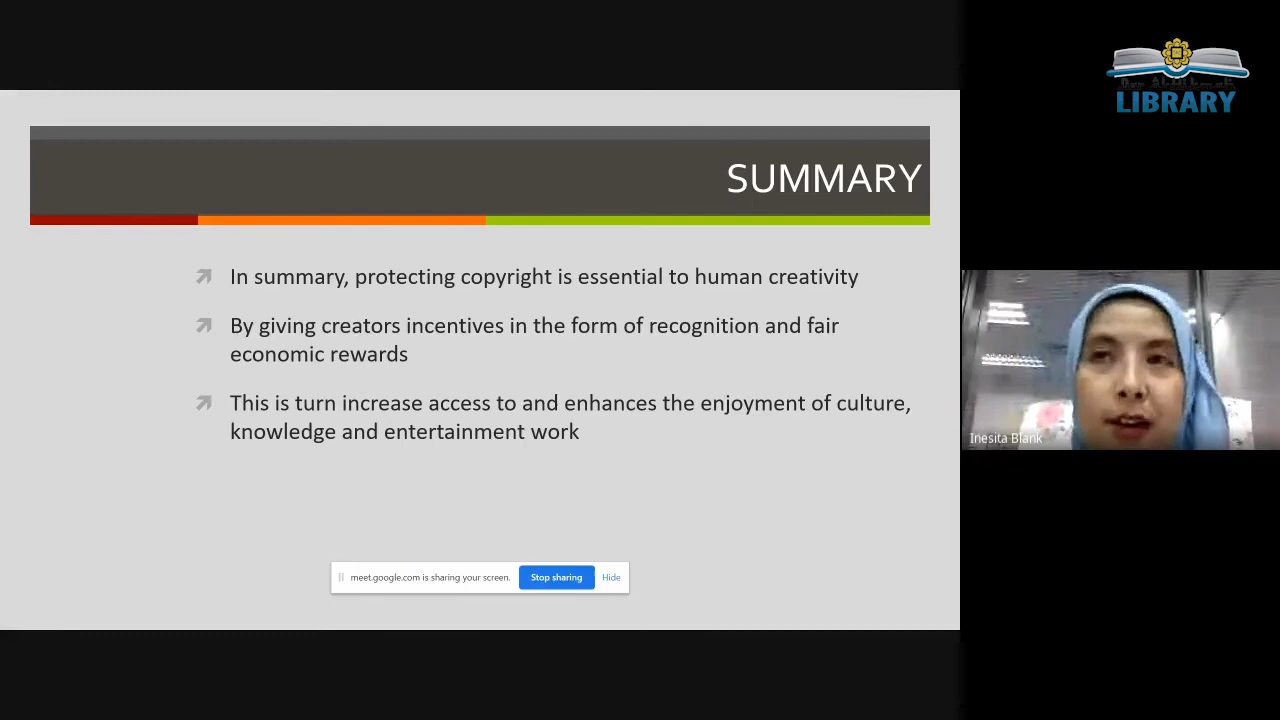 LIBRARY
SUMMARY
In summary, protecting copyright is essential to human creativity
By giving creators incentives in the form of recognition and fair
economic rewards
This is turn increase access to and enhances the enjoyment of culture,
knowledge and entertainment work
Inesita Blank
meet.google.com is sharing your screen. Stop sharing Hide